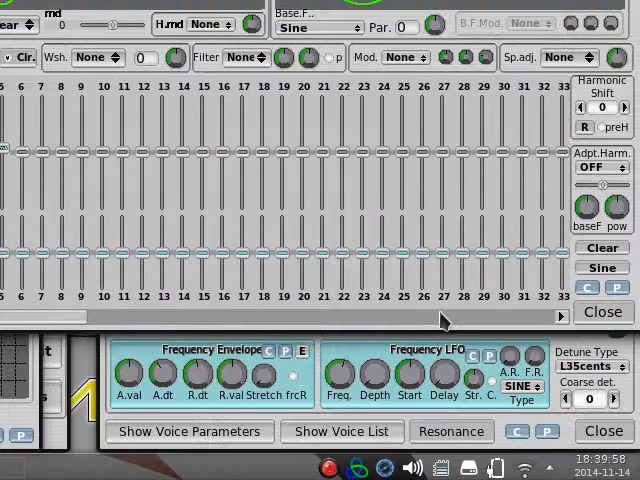 rnd
Base.F..
ear 0 H.rnd None Sine Par. 0 B.F.Mod. None
Clr. Wsh. None 0 Filter None p Mod. None Sp.adj. None
5 6 7 8 9 10 11 12 13 14 15 16 17 18 19 20 21 22 23 24 25 26 27 28 29 30 31 32 33
Harmonic
Shift
0
R preH
Adpt.Harm.
OFF
0
baseF pow
Clear
Sine
C P
5 6 7 8 9 10 11 12 13 14 15 16 17 18 19 20 21 22 23 24 25 26 27 28 29 30 31 32 33
Close
Frequency Envelope C P E
A.val A.dt R.dt R.val Stretch frcR
Frequency LFO C P
Freq. Depth Start Delay Str. C.
A.R. F.R.
SINE
Type
Detune Type
L35cents
Coarse det.
0
P
Show Voice Parameters Show Voice List Resonance C P Close
18:39:58
2014-11-14